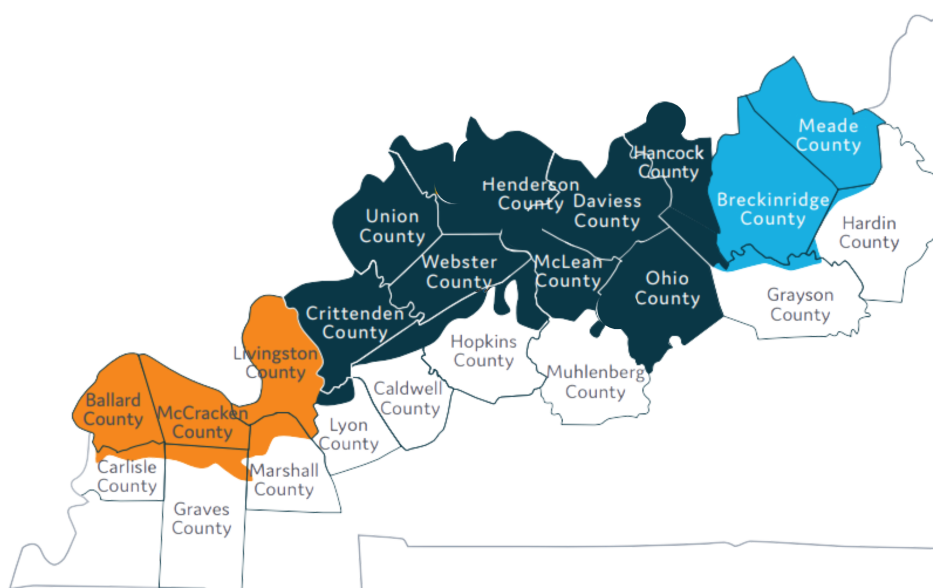 Meade
County
Hancock
County
Henderson
County
Breckinridge
County
Daviess
County
Union
County
Hardin
County
Webster
County
McLean
County
Ohio
County
Grayson
County
Crittenden
County
Hopkins
County
Livingston
County
Muhlenberg
County
Caldwell
County
Ballard
County
McCracken
County
Lyon
County
Carlisle
County
Marshall
County
Graves
County